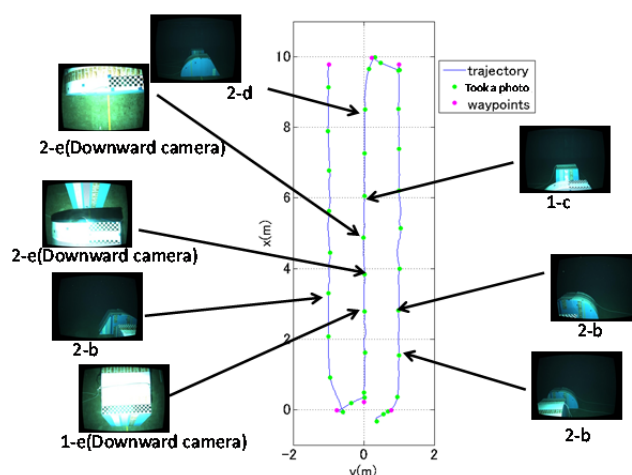 10
8
6
4
2
0
−2
0
2
x(m)
y(m)
trajectory
Took a photo
waypoints
2-d
2-e(Downward camera)
1-c
2-e(Downward camera)
2-b
2-b
1-e(Downward camera)
2-b